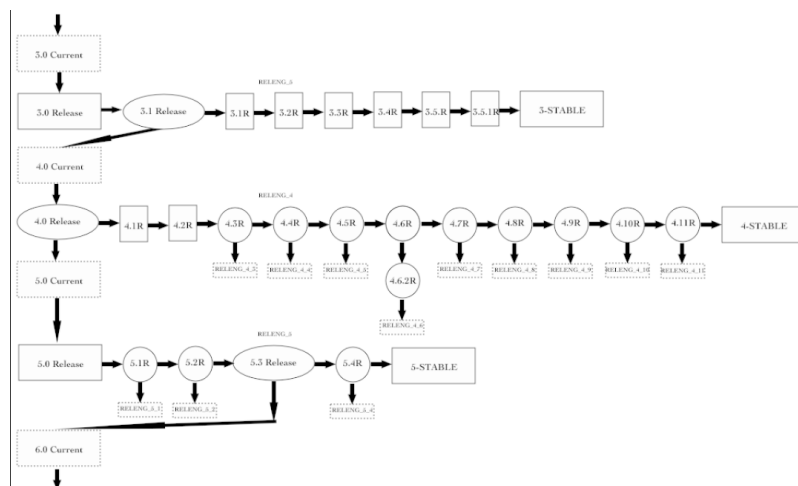 3.0 Current
RELENG_3
3.0 Release
3.1 Release
3.1R
3.2R
3.3R
3.4R
3.5.R
3.5.1R
3-STABLE
4.0 Current
RELENG_4
4.0 Release
4.1R
4.2R
4.3R
4.4R
4.5R
4.6R
4.7R
4.8R
4.9R
4.10R
4.11R
4-STABLE
RELENG_4_3
RELENG_4_4
RELENG_4_5
RELENG_4_7
RELENG_4_8
RELENG_4_9
RELENG_4_10
RELENG_4_11
5.0 Current
4.6.2R
RELENG_4_6
RELENG_5
5.0 Release
5.1R
5.2R
5.3 Release
5.4R
5-STABLE
RELENG_5_1
RELENG_5_2
RELENG_5_4
6.0 Current